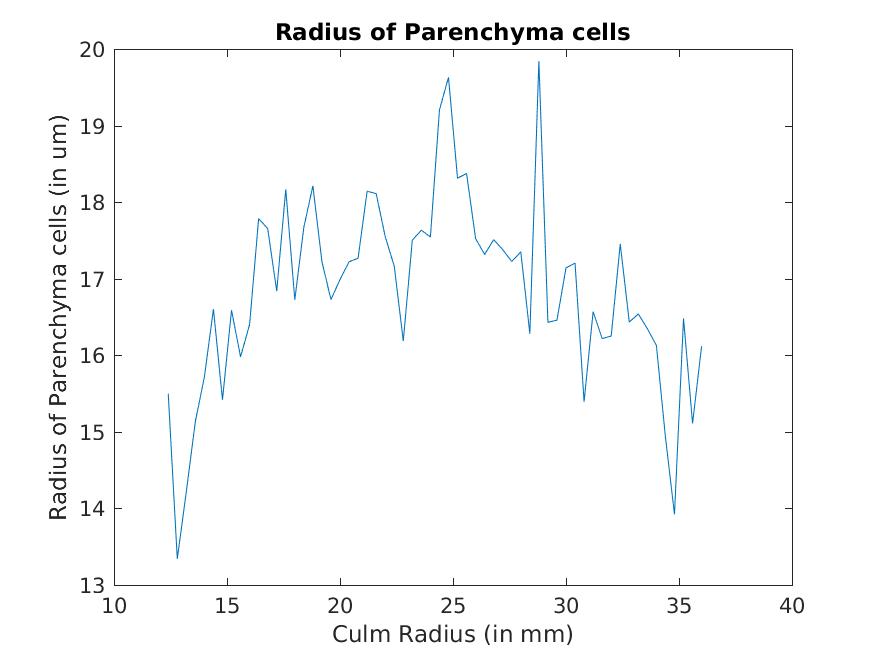 Radius of Parenchyma cells
Radius of Parenchyma cells (in um)
20
19
18
17
16
15
14
13
10 15 20 25 30 35 40
Culm Radius (in mm)